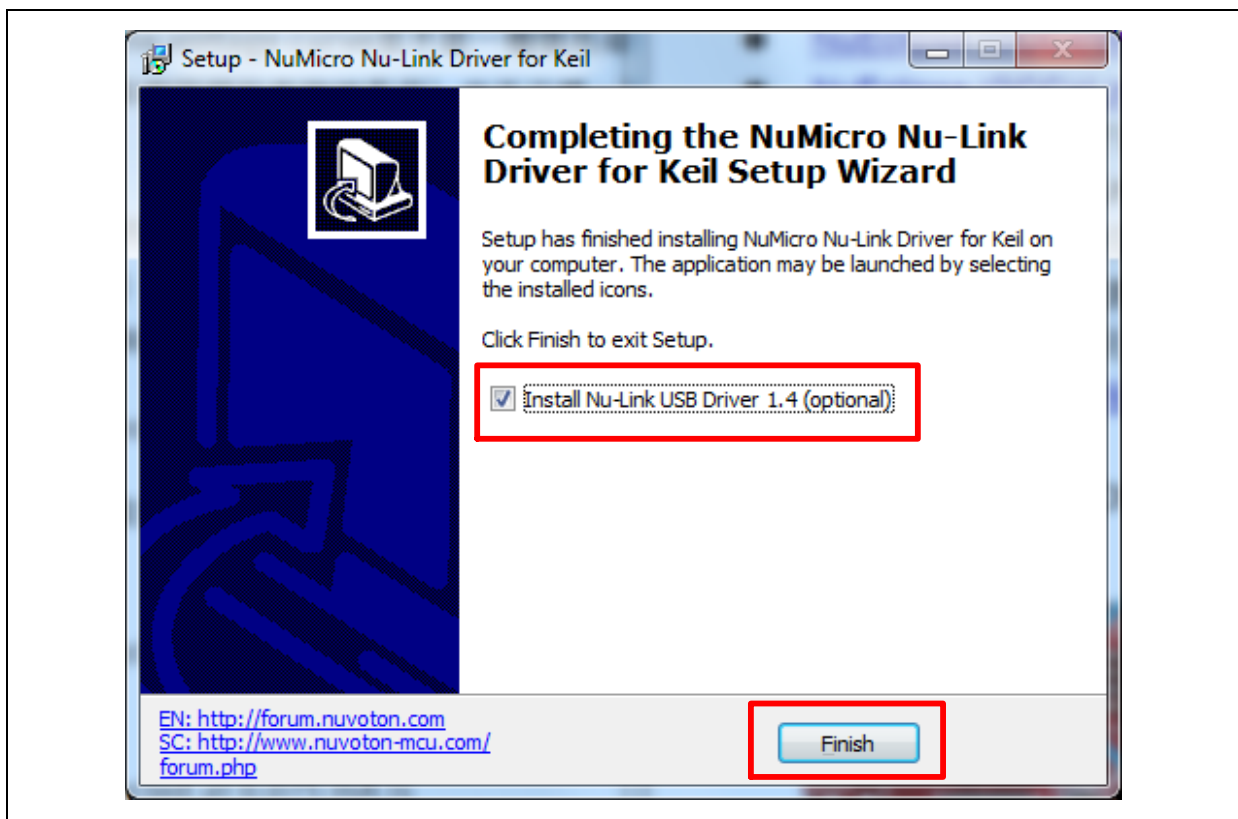 Setup - NuMicro Nu-Link Driver for Keil
Completing the NuMicro Nu-Link
Driver for Keil Setup Wizard
Setup has finished installing NuMicro Nu-Link Driver for Keil on
your computer. The application may be launched by selecting
the installed icons.
Click Finish to exit Setup.
Install Nu-Link USB Driver 1.4 (optional)
EN: http://forum.nuvoton.com
SC: http://www.nuvoton-mcu.com/
forum.php
Finish